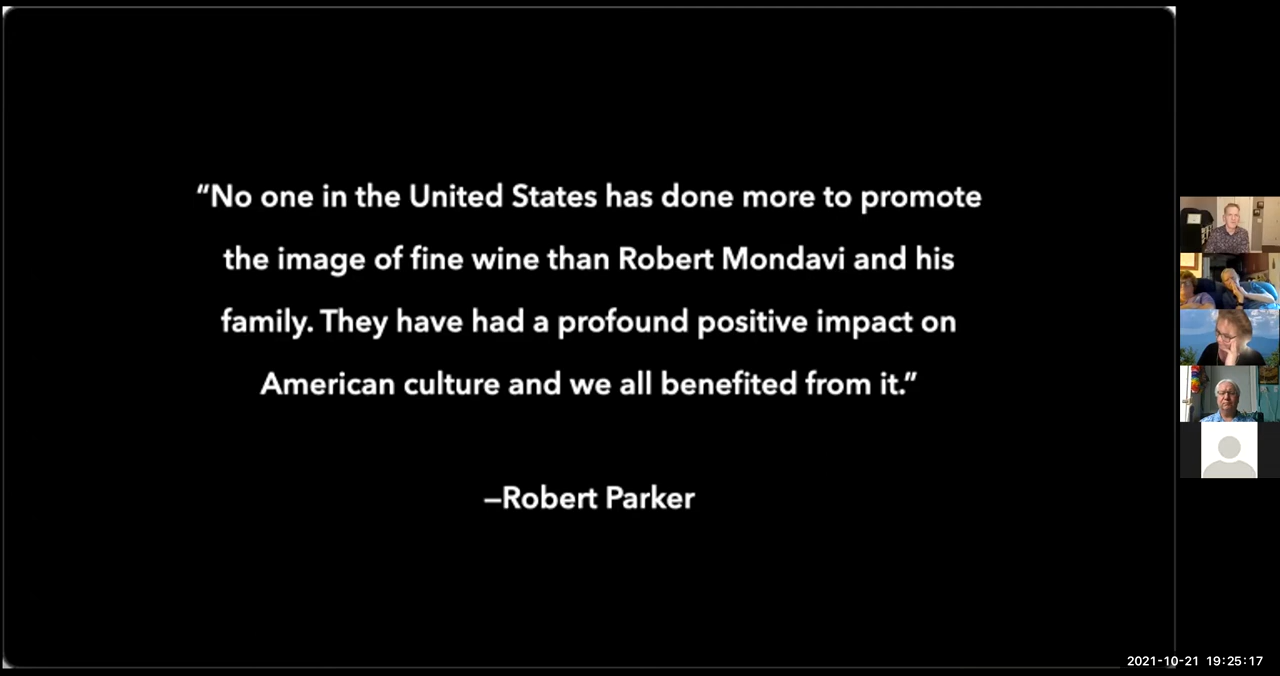 “No one in the United States has done more to promote
the image of fine wine than Robert Mondavi and his
family. They have had a profound positive impact on
American culture and we all benefited from it.”
–Robert Parker
2021-10-21 19:25:17